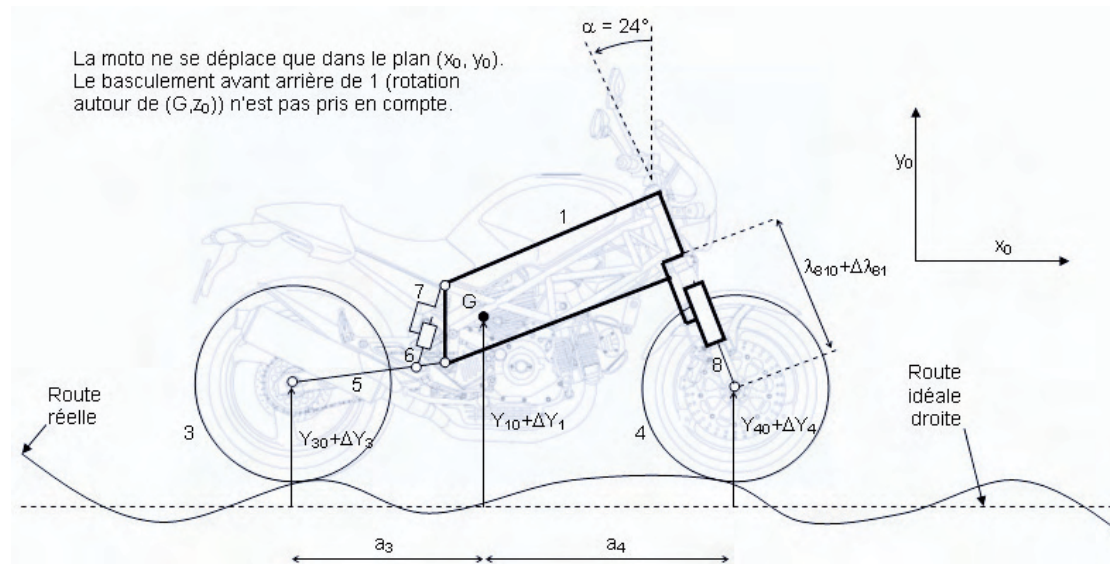 α = 24°
La moto ne se déplace que dans le plan (x₀, y₀).
Le basculement avant arrière de 1 (rotation
autour de (G,z₀)) n'est pas pris en compte.
y₀
x₀
1
λ₈₁₀+Δλ₈₁
7
G
6
5
8
Route
réelle
3
Y₃₀+ΔY₃
Y₁₀+ΔY₁
4
Y₄₀+ΔY₄
Route
idéale
droite
a₃
a₄